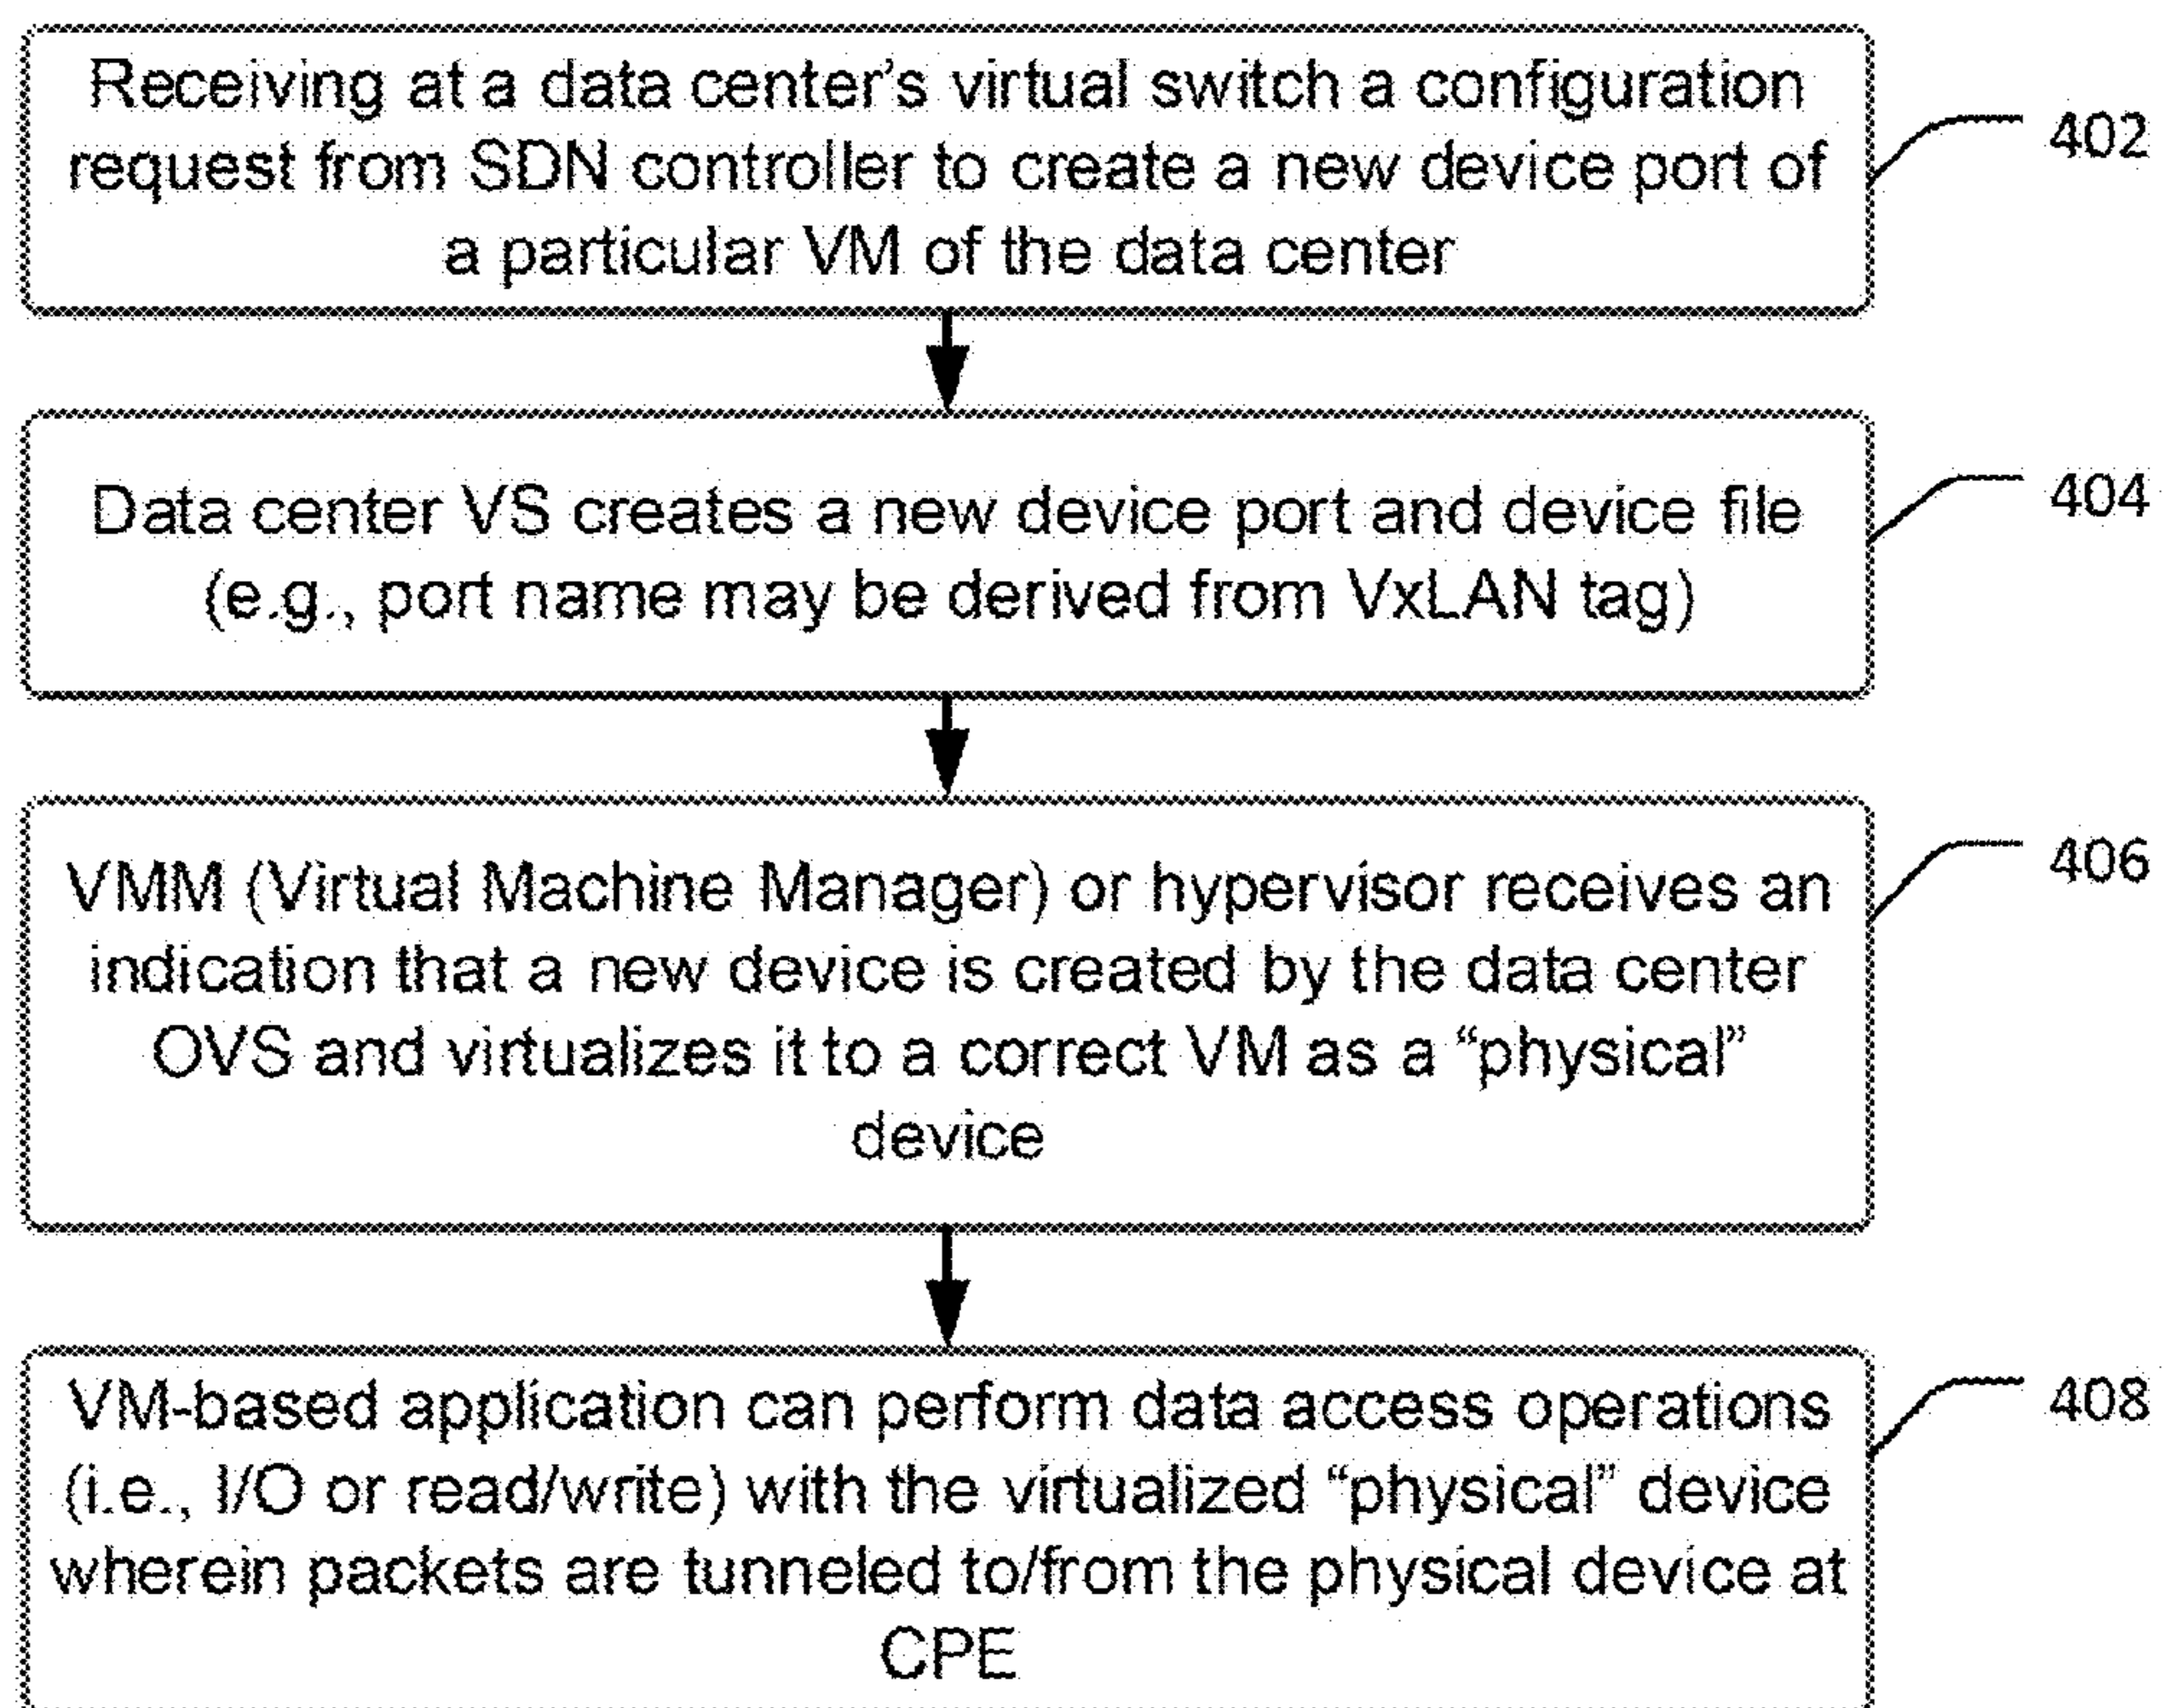 Receiving at a data center's virtual switch a configuration
request from SDN controller to create a new device port of
a particular VM of the data center
402
Data center VS creates a new device port and device file
(e.g., port name may be derived from VxLAN tag)
404
VMM (Virtual Machine Manager) or hypervisor receives an
indication that a new device is created by the data center
OVS and virtualizes it to a correct VM as a “physical”
device
406
VM-based application can perform data access operations
(i.e., I/O or read/write) with the virtualized “physical” device
wherein packets are tunneled to/from the physical device at
CPE
408